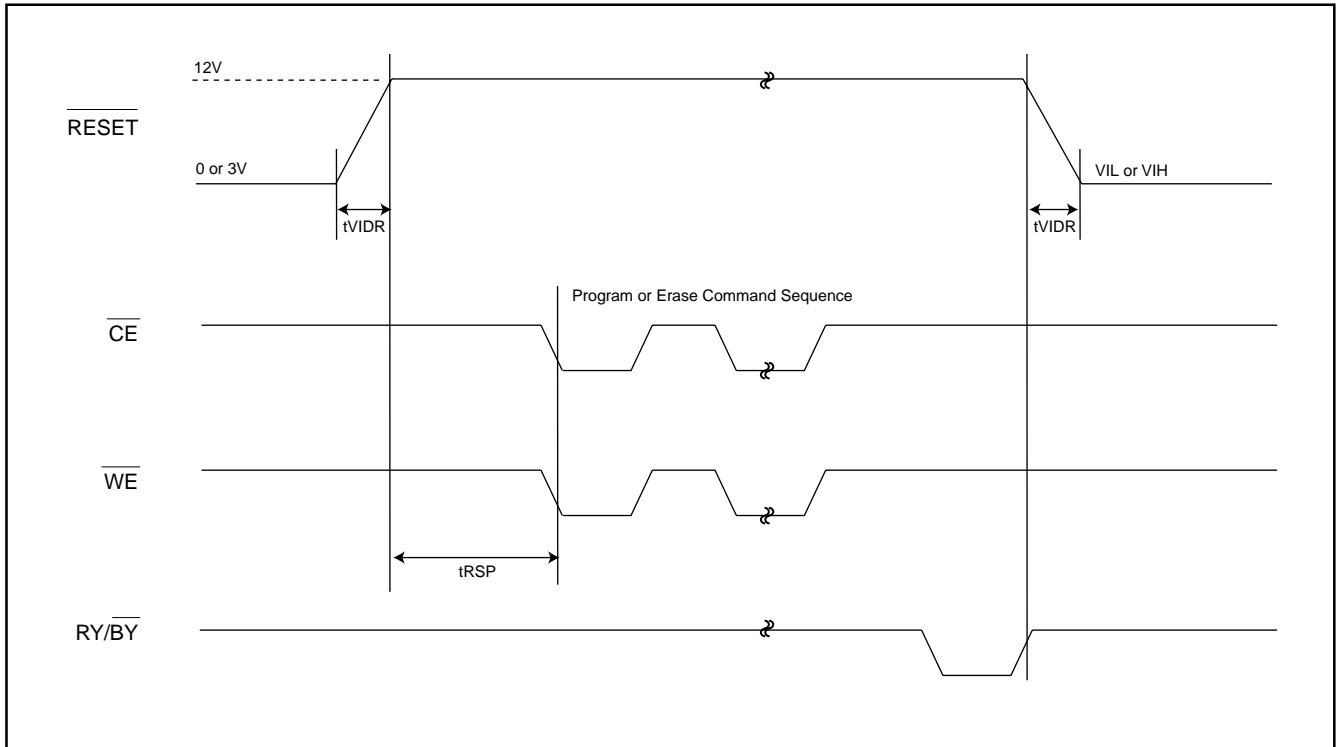 12V
RESET
0 or 3V
VIL or VIH
tVIDR
tVIDR
Program or Erase Command Sequence
CE
WE
tRSP
RY/BY